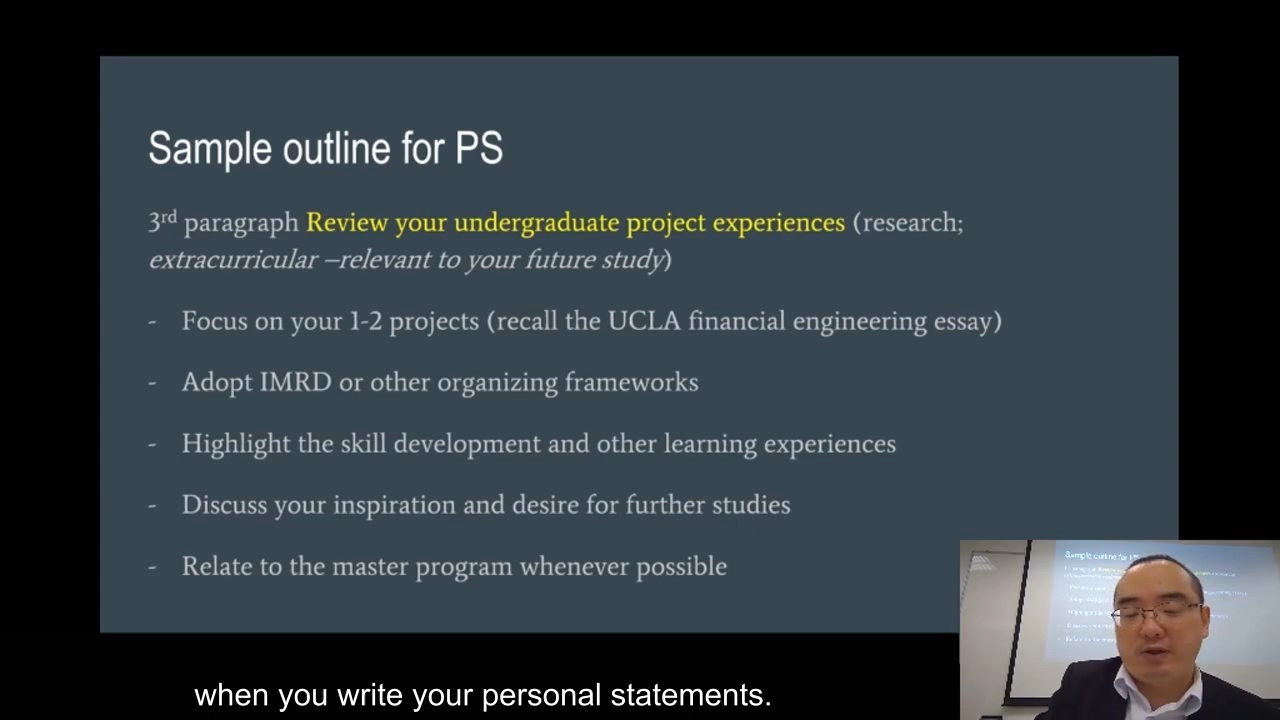 Sample outline for PS
3rd paragraph Review your undergraduate project experiences (research;
extracurricular –relevant to your future study)
- Focus on your 1-2 projects (recall the UCLA financial engineering essay)
- Adopt IMRD or other organizing frameworks
- Highlight the skill development and other learning experiences
- Discuss your inspiration and desire for further studies
- Relate to the master program whenever possible
Sample outline for
when you write your personal statements.